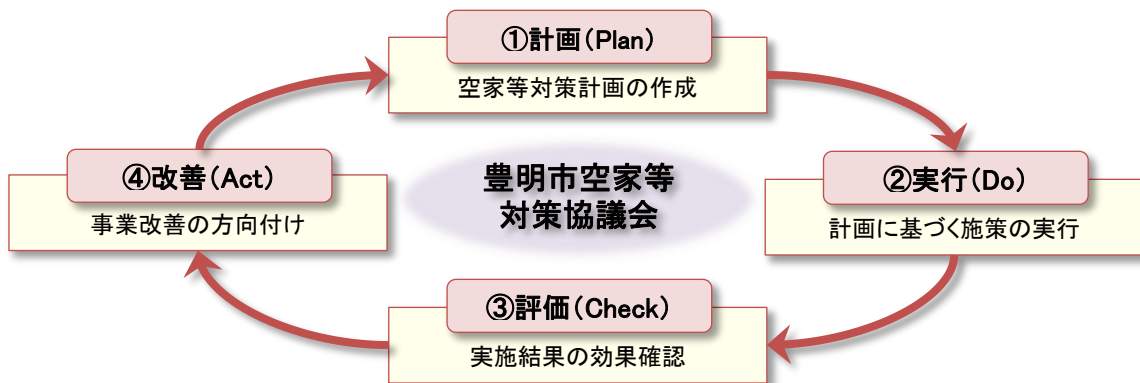 ①計画(Plan)
空家等対策計画の作成
④改善(Act)
事業改善の方向付け
豊明市空家等
対策協議会
②実行(Do)
計画に基づく施策の実行
③評価(Check)
実施結果の効果確認